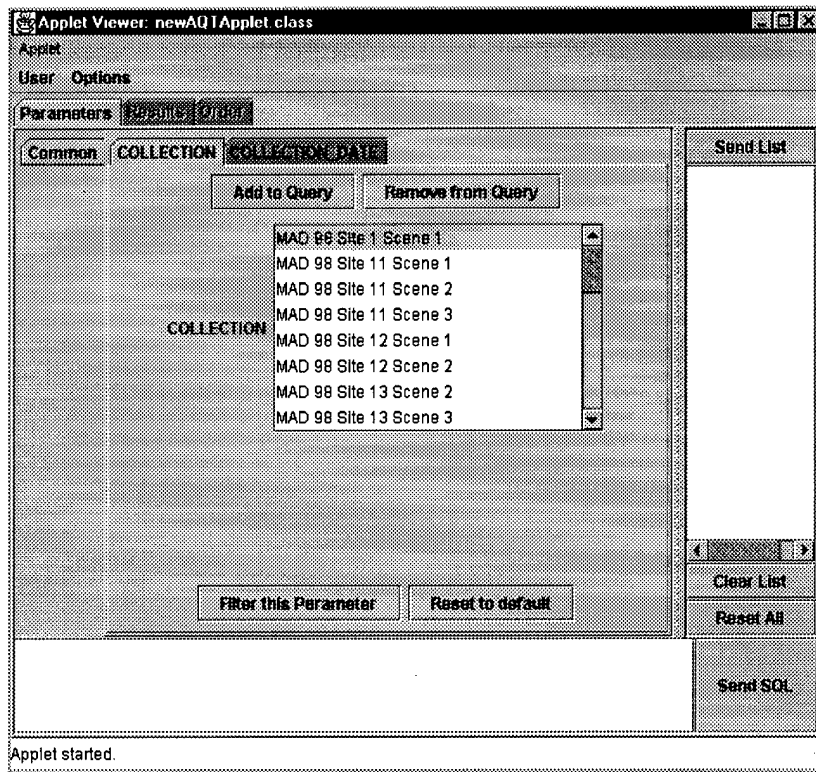 Applet Viewer: newAQTApplet.class
Applet
User Options
Parameters Results Order
Common COLLECTION COLLECTION_DATE
Send List
Add to Query Remove from Query
MAD 98 Site 1 Scene 1
MAD 98 Site 11 Scene 1
MAD 98 Site 11 Scene 2
MAD 98 Site 11 Scene 3
COLLECTION
MAD 98 Site 12 Scene 1
MAD 98 Site 12 Scene 2
MAD 98 Site 13 Scene 2
MAD 98 Site 13 Scene 3
Filter this Parameter Reset to default
Clear List
Reset All
Send SQL
Applet started.